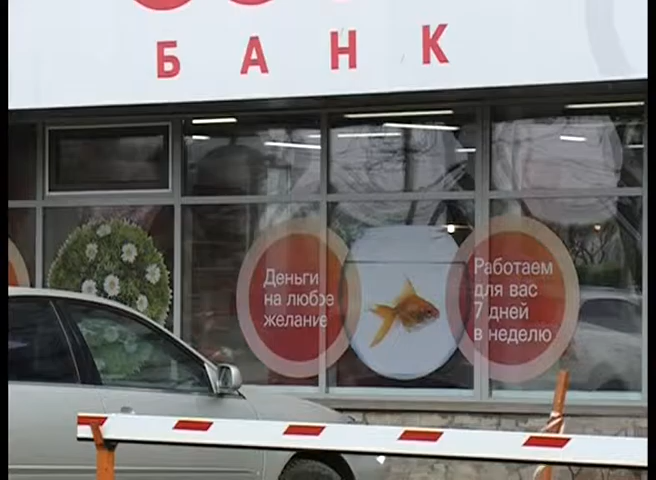 БАНК
Деньги
на любое
желание
Работаем
для вас
7 дней
в неделю